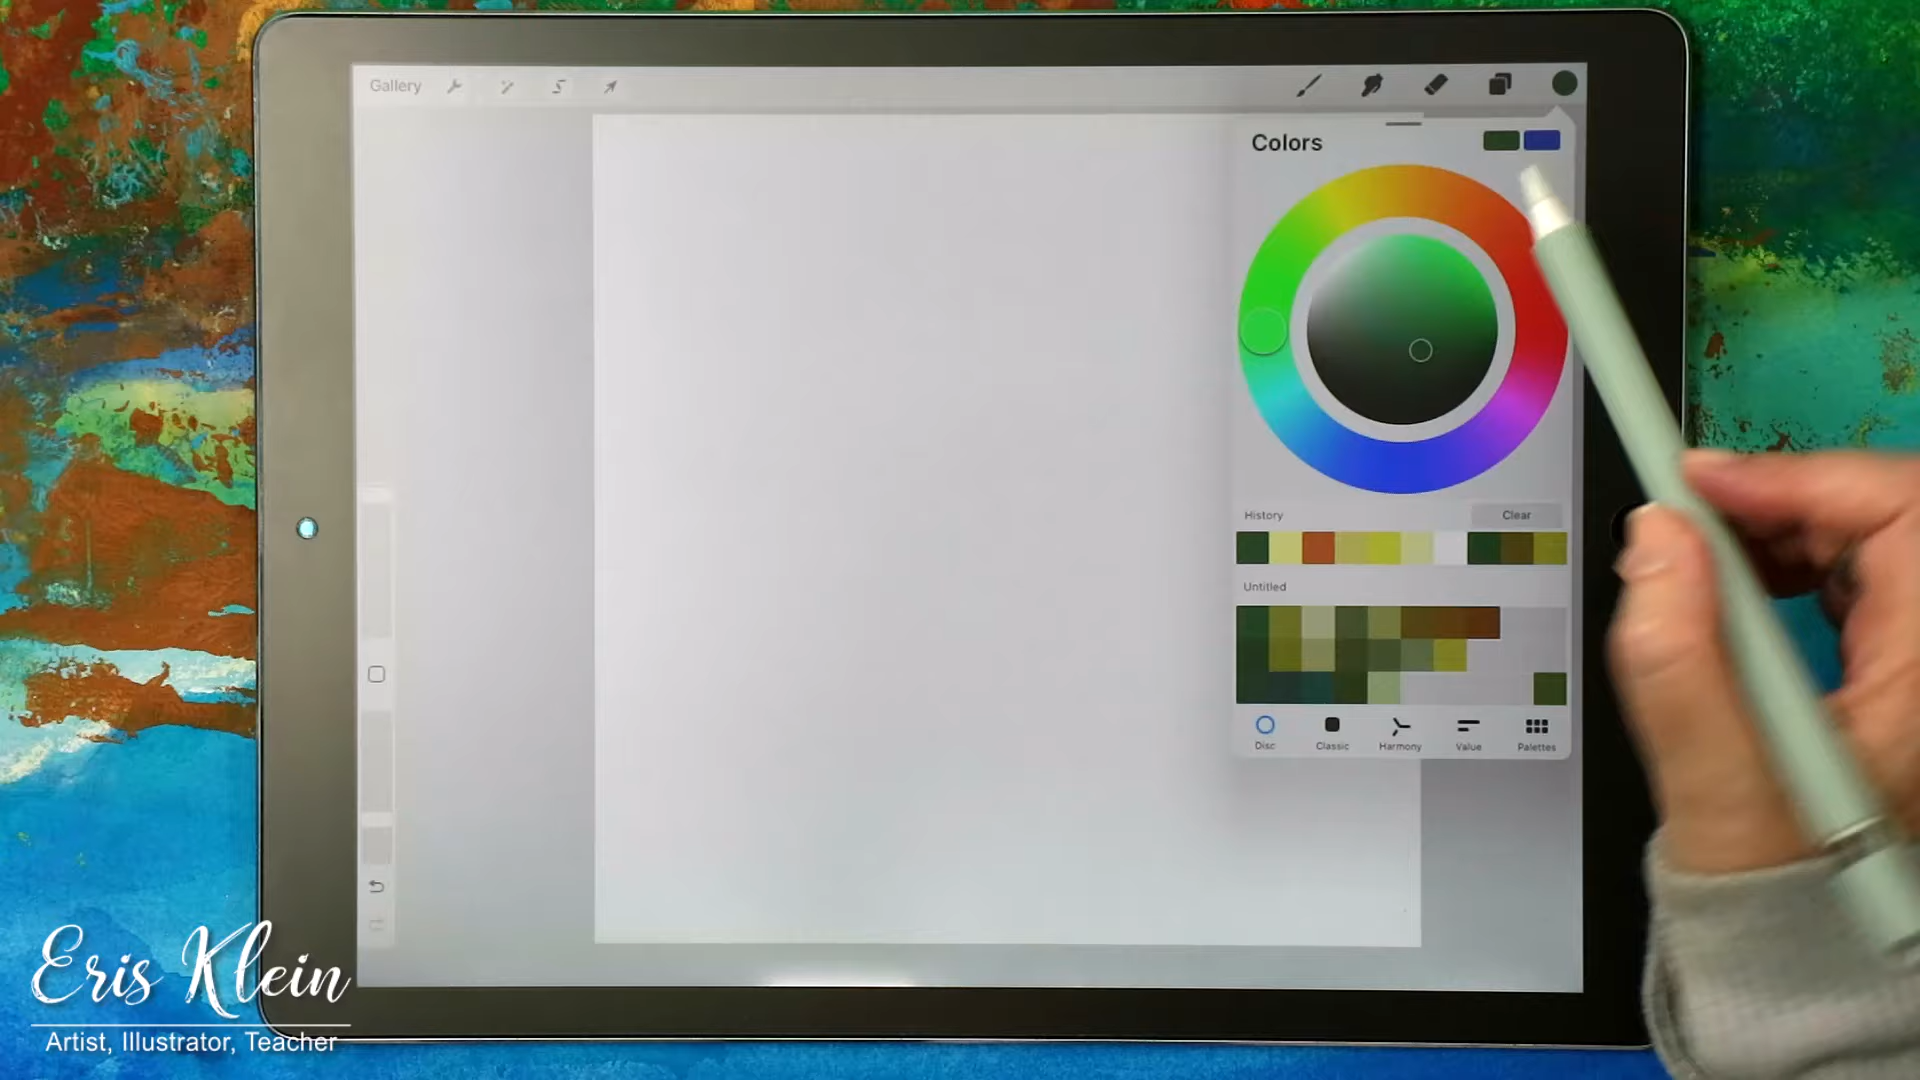 Gallery
Colors
History
Clear
Untitled
Disc
Classic
Harmony
Value
Palettes
Eris Klein
Artist, Illustrator, Teacher